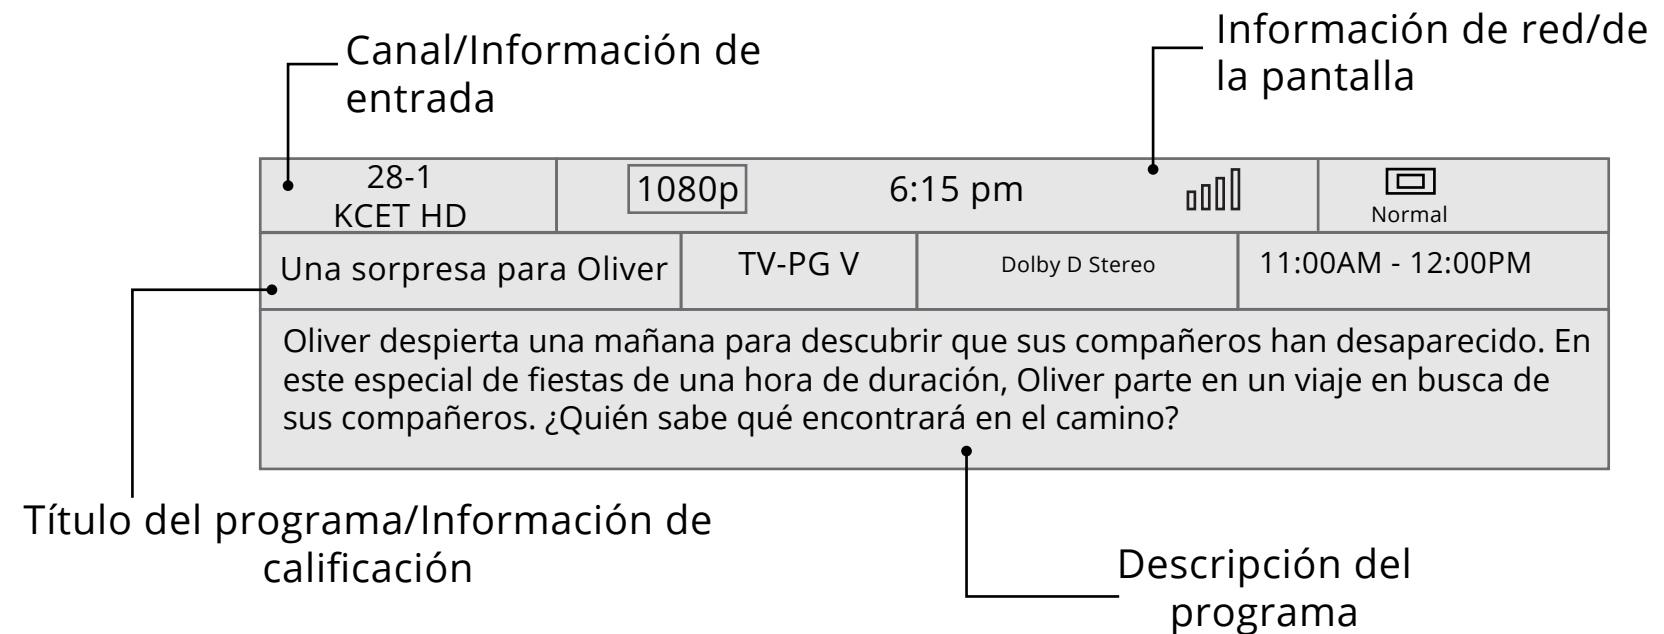 Canal/Información de
entrada
Información de red/de
la pantalla
28-1
KCET HD
1080p
6:15 pm
Normal
Una sorpresa para Oliver
TV-PG V
Dolby D Stereo
11:00AM - 12:00PM
Oliver despierta una mañana para descubrir que sus compañeros han desaparecido. En
este especial de fiestas de una hora de duración, Oliver parte en un viaje en busca de
sus compañeros. ¿Quién sabe qué encontrará en el camino?
Título del programa/Información de
calificación
Descripción del
programa